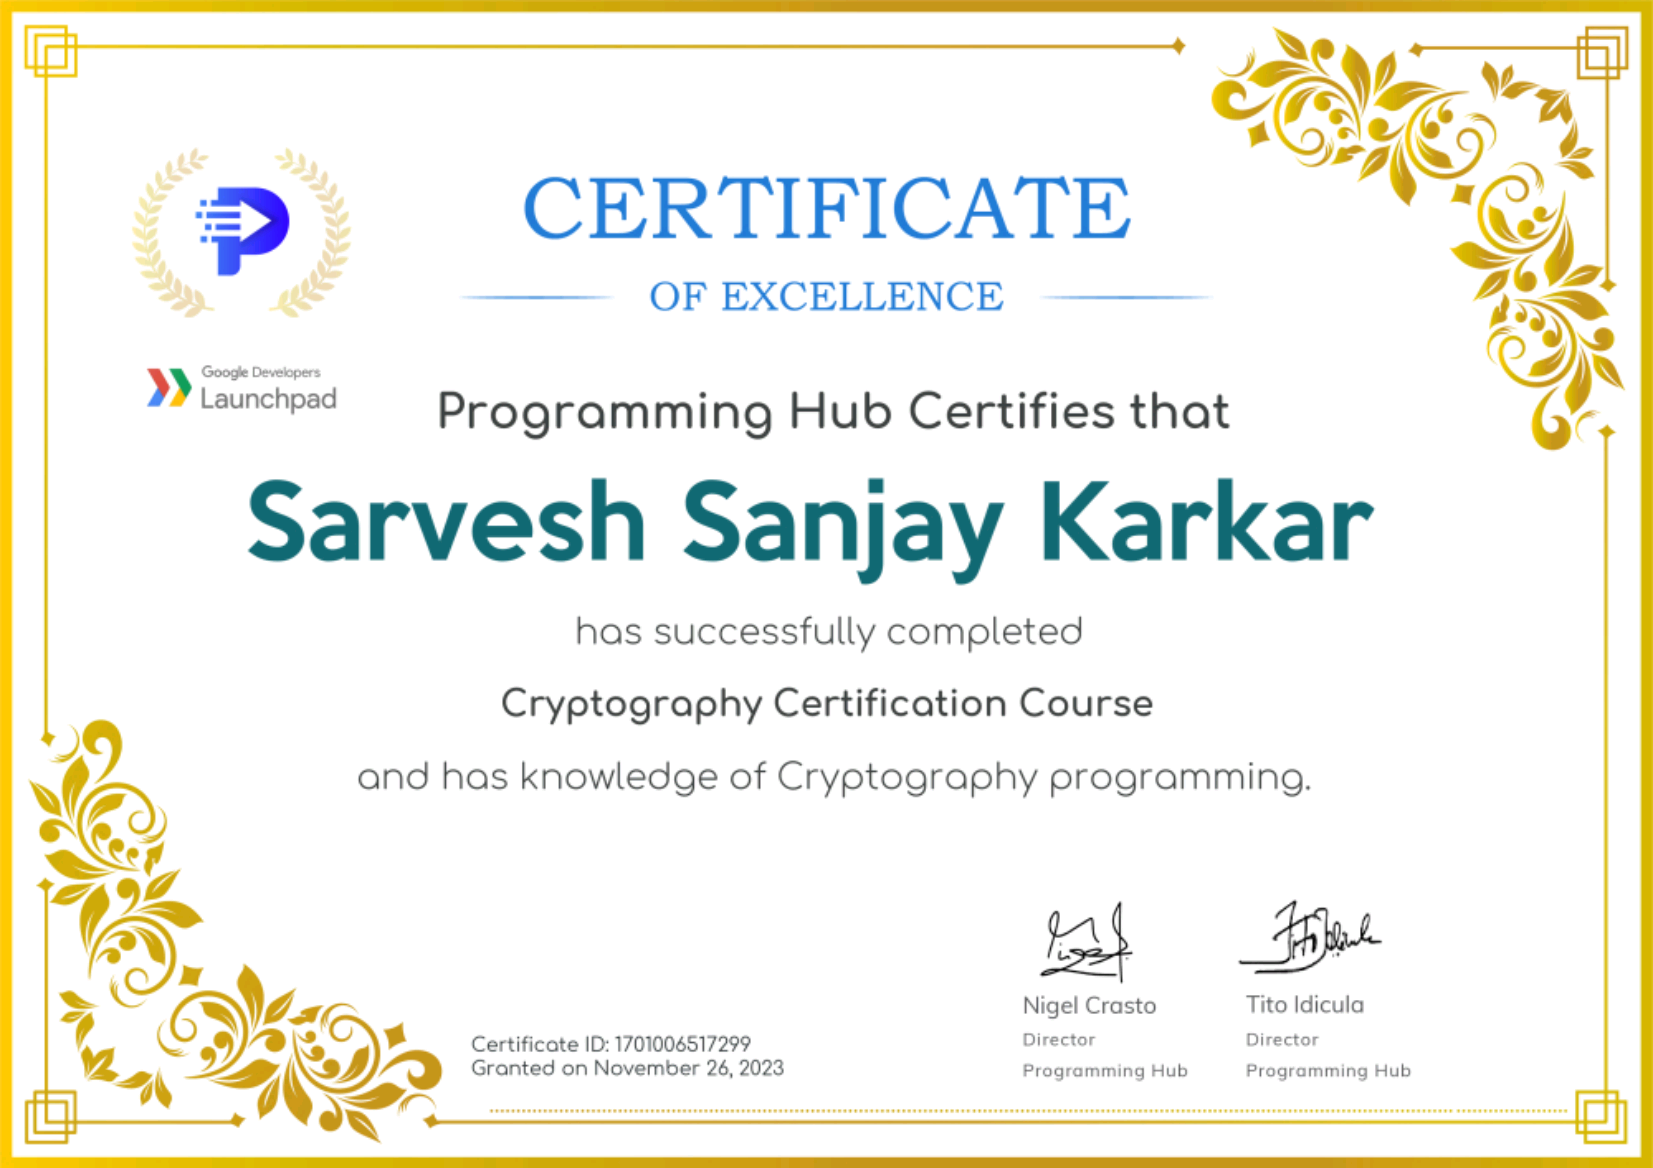 CERTIFICATE
OF EXCELLENCE
Google Developers
Launchpad
Programming Hub Certifies that
Sarvesh Sanjay Karkar
has successfully completed
Cryptography Certification Course
and has knowledge of Cryptography programming.
Certificate ID: 1701006517299
Granted on November 26, 2023
Nigel Crasto
Director
Programming Hub
Tito Idicula
Director
Programming Hub